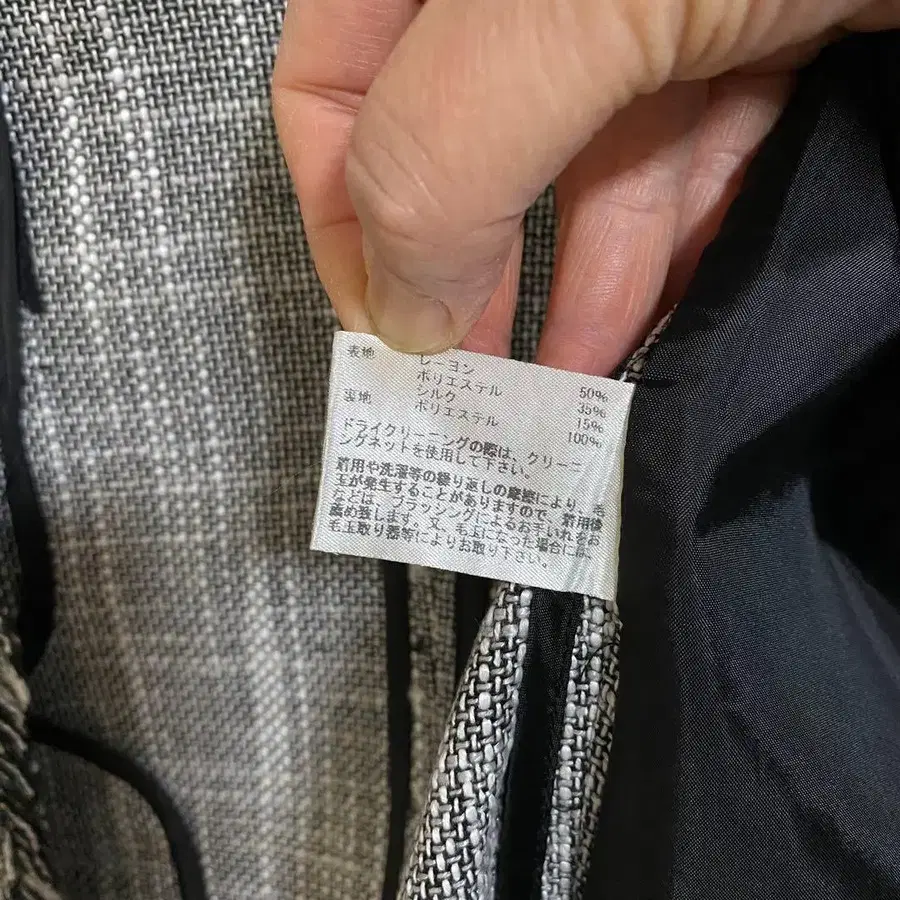 表地 レーヨン 50%
ポリエステル 35%
シルク 15%
裏地 ポリエステル 100%
ドライクリーニングの際は、クリーニ
ングネットを使用して下さい。
着用や洗濯等の繰り返しの摩擦により、毛
玉が発生することがありますので、着用後
などは、ブラッシングによるお手いれをお
薦め致します。又、毛玉になった場合には、
毛玉取り器等によりお取り下さい。